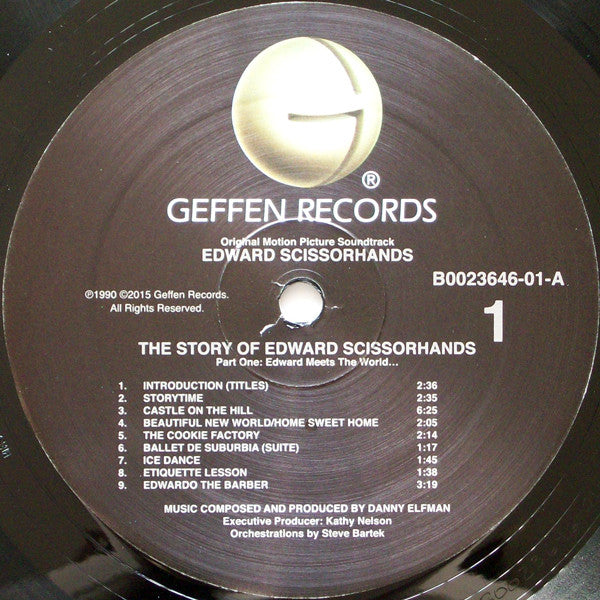 ®
GEFFEN RECORDS
Original Motion Picture Soundtrack
EDWARD SCISSORHANDS
B0023646-01-A
℗1990 ©2015 Geffen Records.
All Rights Reserved.
1
THE STORY OF EDWARD SCISSORHANDS
Part One: Edward Meets The World...
1. INTRODUCTION (TITLES) 2:36
2. STORYTIME 2:35
3. CASTLE ON THE HILL 6:25
4. BEAUTIFUL NEW WORLD/HOME SWEET HOME 2:05
5. THE COOKIE FACTORY 2:14
6. BALLET DE SUBURBIA (SUITE) 1:17
7. ICE DANCE 1:45
8. ETIQUETTE LESSON 1:38
9. EDWARDO THE BARBER 3:19
MUSIC COMPOSED AND PRODUCED BY DANNY ELFMAN
Executive Producer: Kathy Nelson
Orchestrations by Steve Bartek